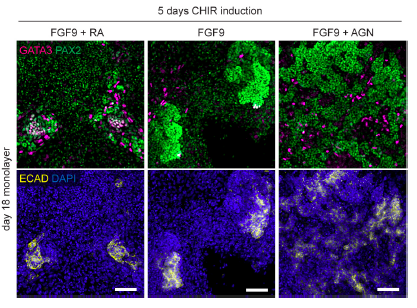 5 days CHIR induction
FGF9 + RA
FGF9
FGF9 + AGN
GATA3 PAX2
ECAD DAPI
day 18 monolayer